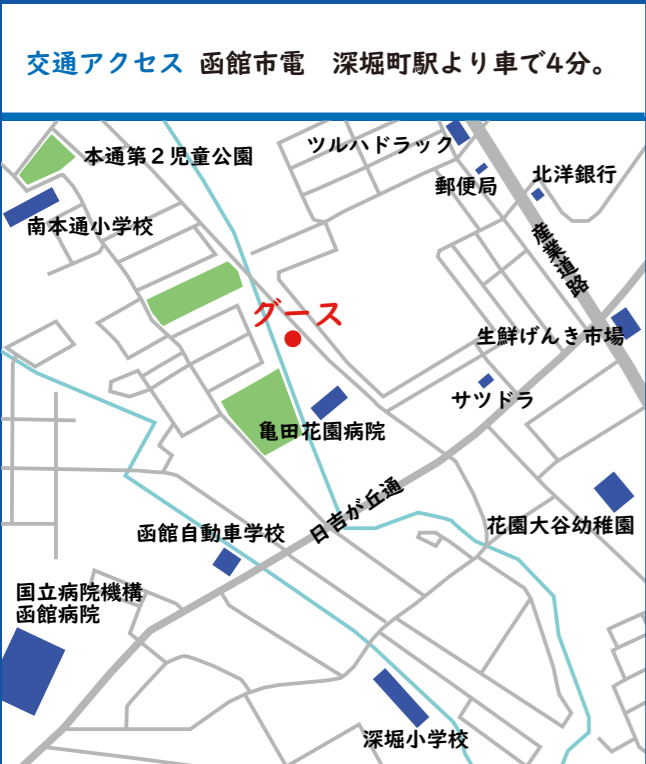 交通アクセス 函館市電　深堀町駅より車で4分。
ツルハドラック
本通第２児童公園
北洋銀行
郵便局
南本通小学校
産業道路
グース
生鮮げんき市場
サツドラ
亀田花園病院
日吉が丘通
花園大谷幼稚園
函館自動車学校
国立病院機構
函館病院
深堀小学校